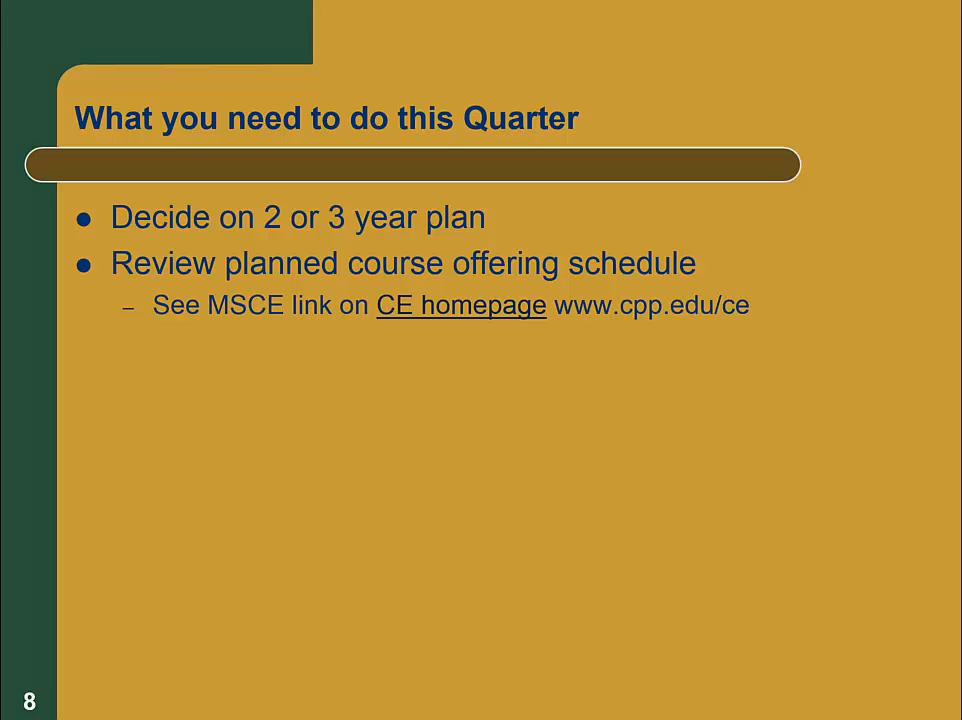 What you need to do this Quarter
● Decide on 2 or 3 year plan
● Review planned course offering schedule
– See MSCE link on CE homepage www.cpp.edu/ce
8